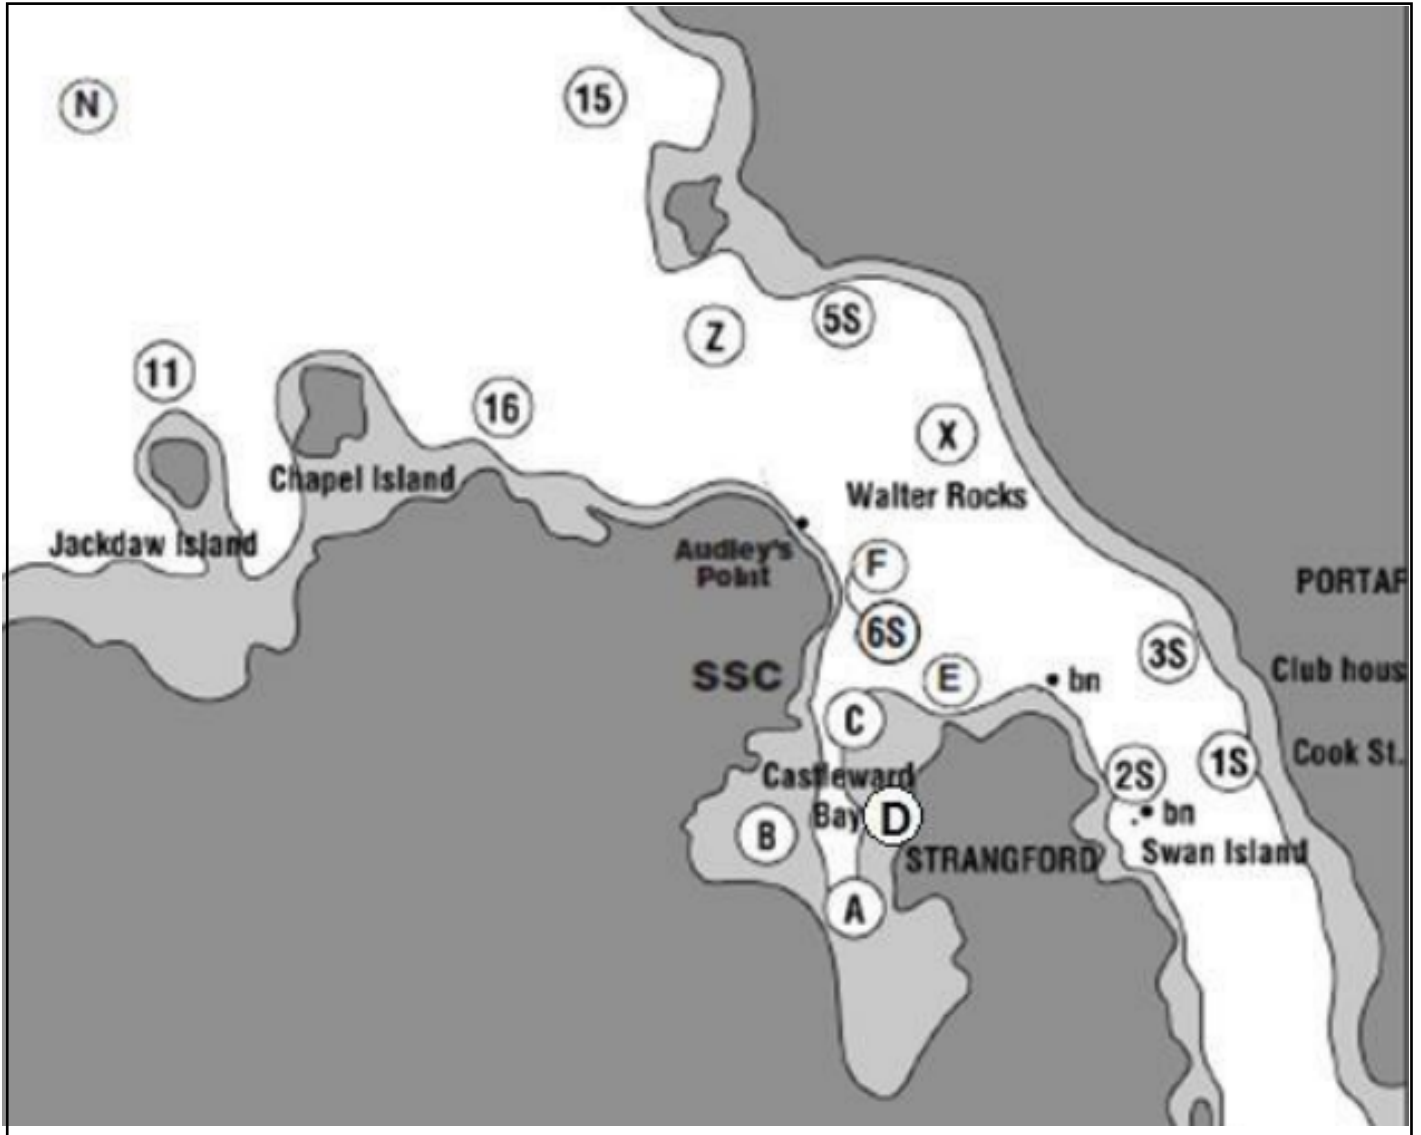 N
15
5S
Z
11
16
X
Chapel Island
Walter Rocks
Jackdaw Island
Audley's
Point
F
PORTAF
6S
3S
SSC
E
bn
Club hous
C
Cook St.
2S
1S
Castleward
Bay
D
B
bn
STRANGFORD
Swan Island
A